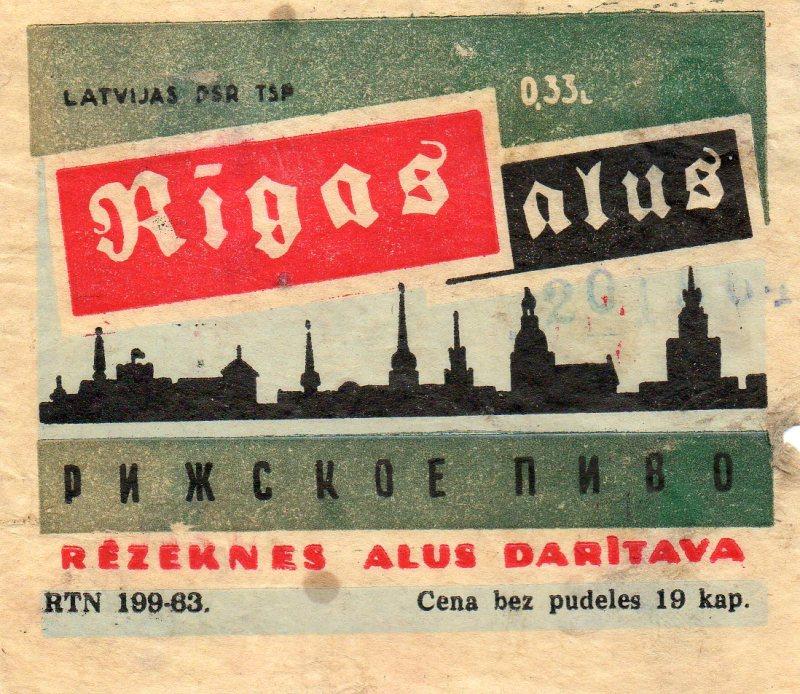 LATVIJAS PSR TSP 0,33L
Rīgas alus
РИЖСКОЕ ПИВО
RĒZEKNES ALUS DARĪTAVA
RTN 199-63. Cena bez pudeles 19 kap.